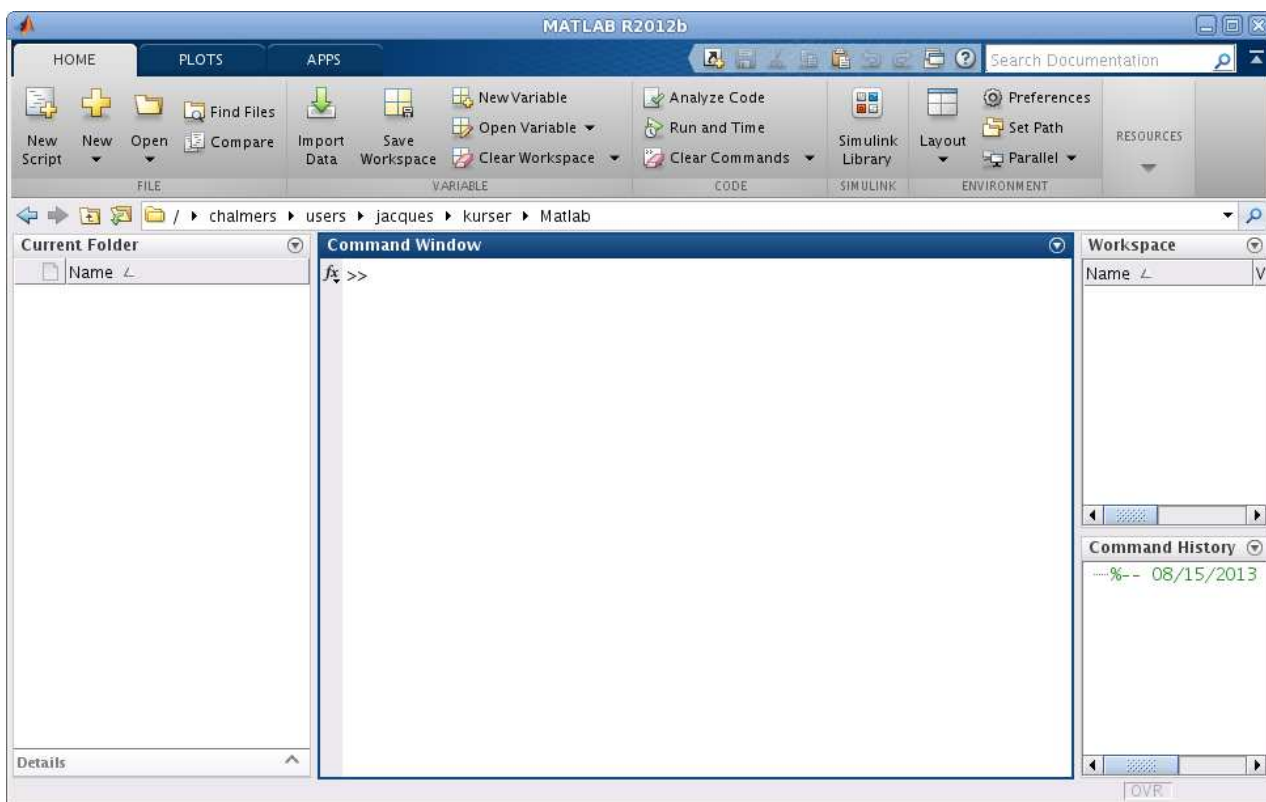 MATLAB R2012b
HOME PLOTS APPS Search Documentation
New Script New Open Find Files Compare Import Data Save Workspace New Variable Open Variable Clear Workspace Analyze Code Run and Time Clear Commands Simulink Library Layout Preferences Set Path Parallel RESOURCES
FILE VARIABLE CODE SIMULINK ENVIRONMENT
/ chalmers users jacques kurser Matlab
Current Folder
Name
Command Window
fx >>
Workspace
Name V
Command History
%-- 08/15/2013
Details
OVR